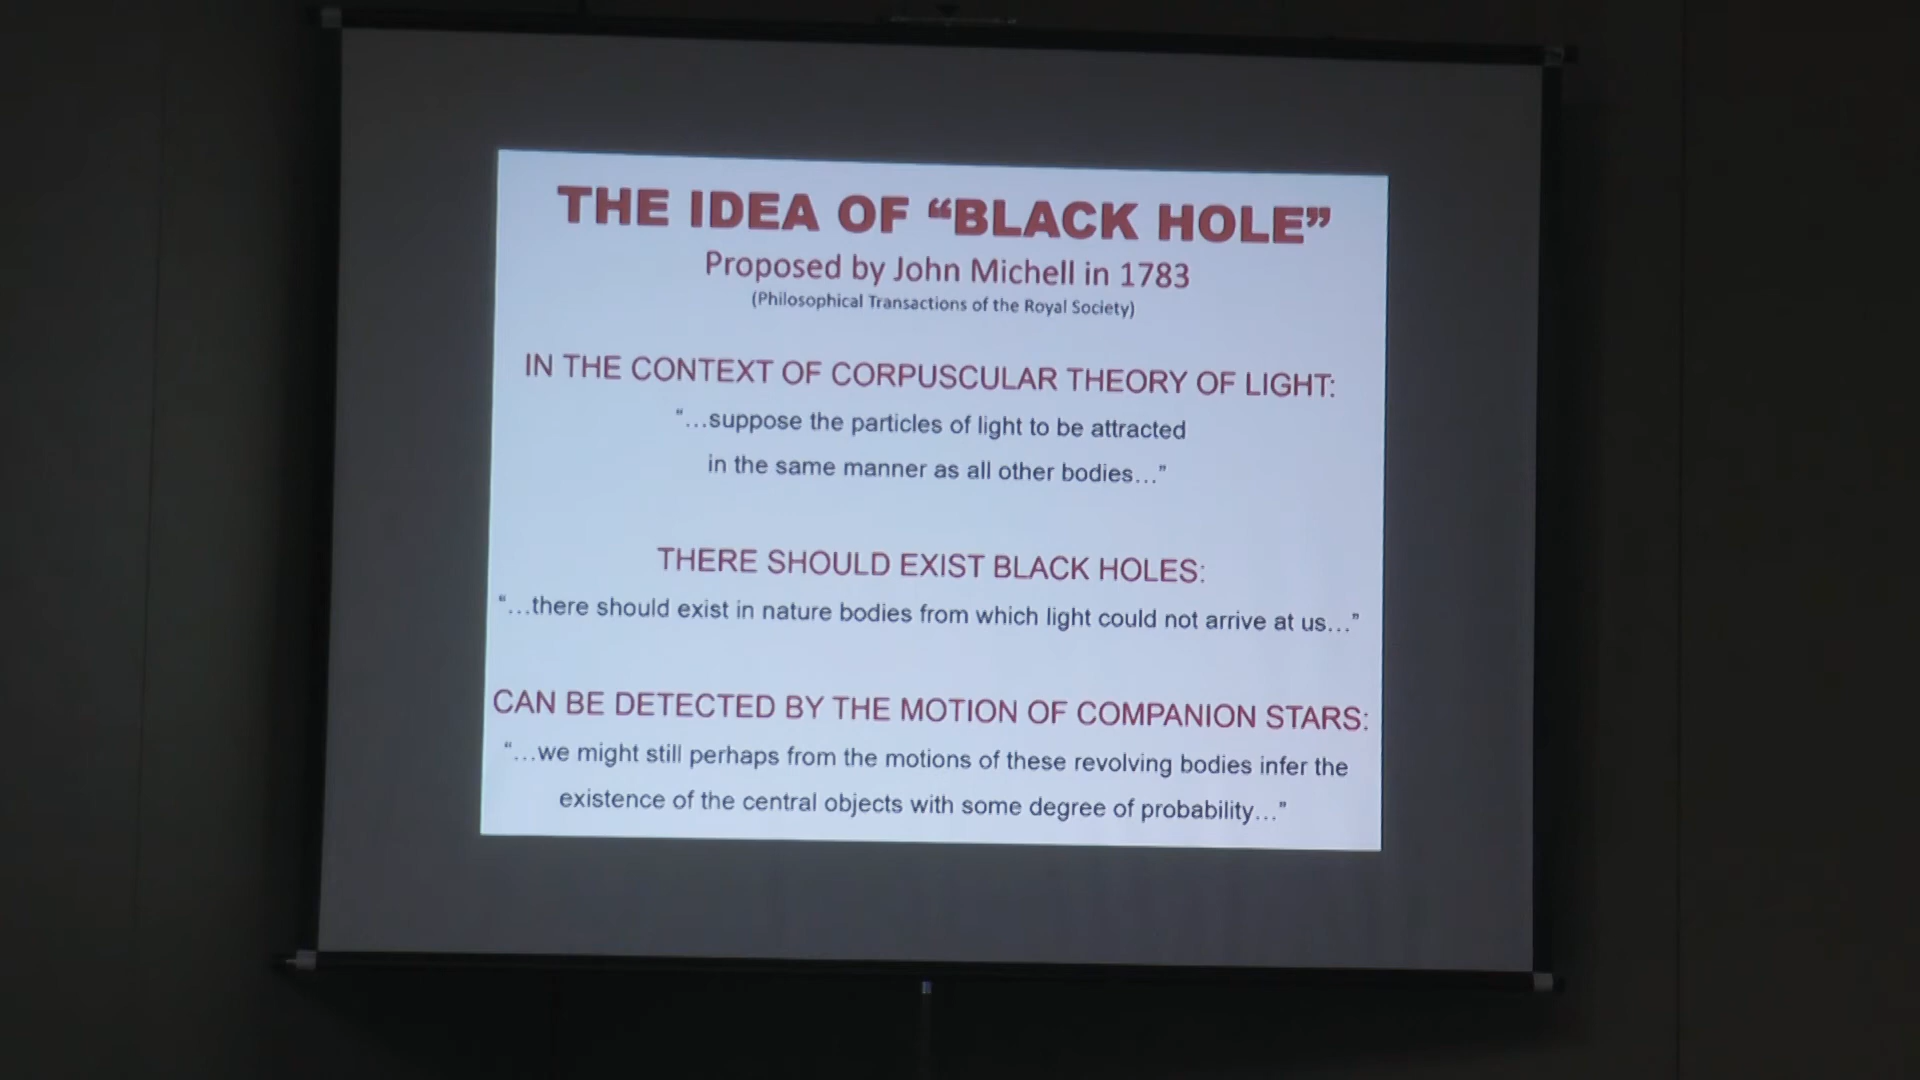 THE IDEA OF “BLACK HOLE”
Proposed by John Michell in 1783
(Philosophical Transactions of the Royal Society)
IN THE CONTEXT OF CORPUSCULAR THEORY OF LIGHT:
“…suppose the particles of light to be attracted
in the same manner as all other bodies…”
THERE SHOULD EXIST BLACK HOLES:
“…there should exist in nature bodies from which light could not arrive at us…”
CAN BE DETECTED BY THE MOTION OF COMPANION STARS:
“…we might still perhaps from the motions of these revolving bodies infer the
existence of the central objects with some degree of probability…”